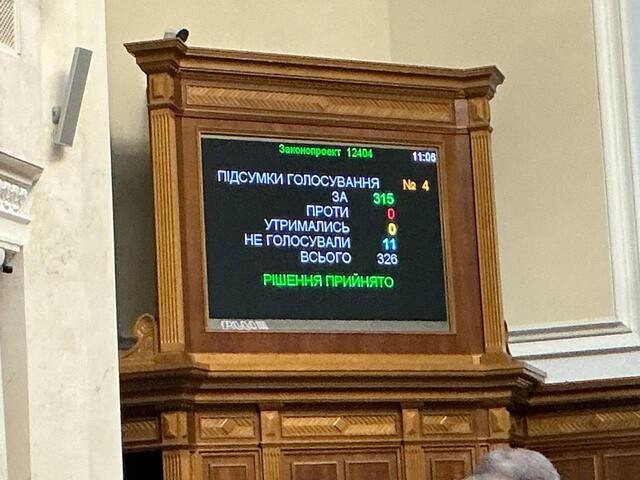 Законопроект 12404 11:06
ПІДСУМКИ ГОЛОСУВАННЯ № 4
ЗА 315
ПРОТИ 0
УТРИМАЛИСЬ 0
НЕ ГОЛОСУВАЛИ 11
ВСЬОГО 326
РІШЕННЯ ПРИЙНЯТО